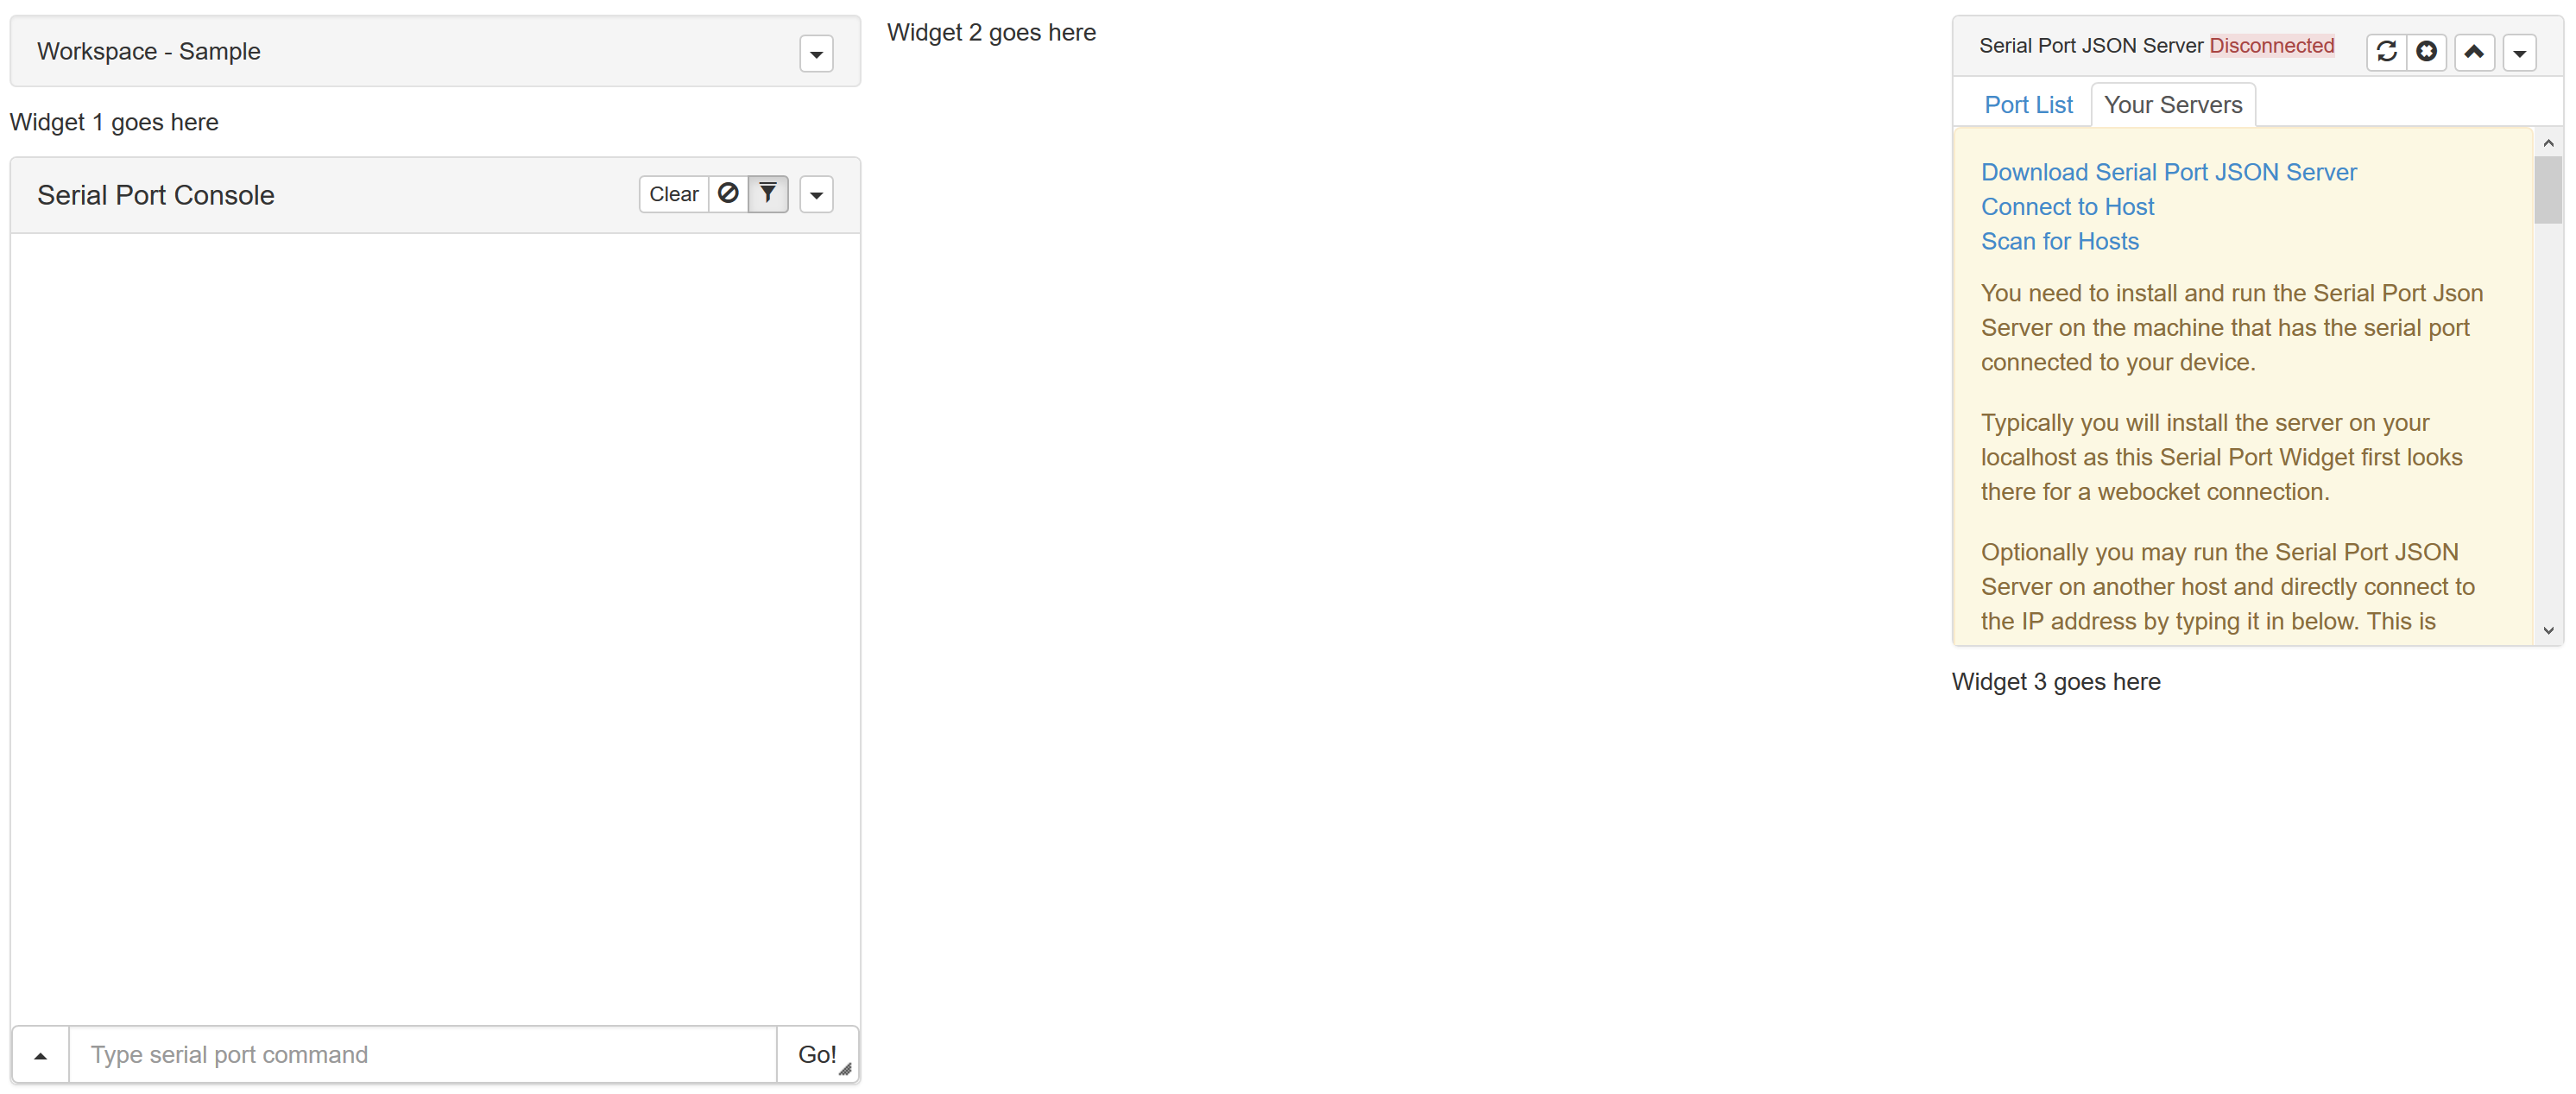 Workspace - Sample
Widget 1 goes here
Serial Port Console
Clear
Type serial port command
Go!
Widget 2 goes here
Serial Port JSON Server Disconnected
Port List
Your Servers
Download Serial Port JSON Server
Connect to Host
Scan for Hosts
You need to install and run the Serial Port Json
Server on the machine that has the serial port
connected to your device.
Typically you will install the server on your
localhost as this Serial Port Widget first looks
there for a webocket connection.
Optionally you may run the Serial Port JSON
Server on another host and directly connect to
the IP address by typing it in below. This is
Widget 3 goes here